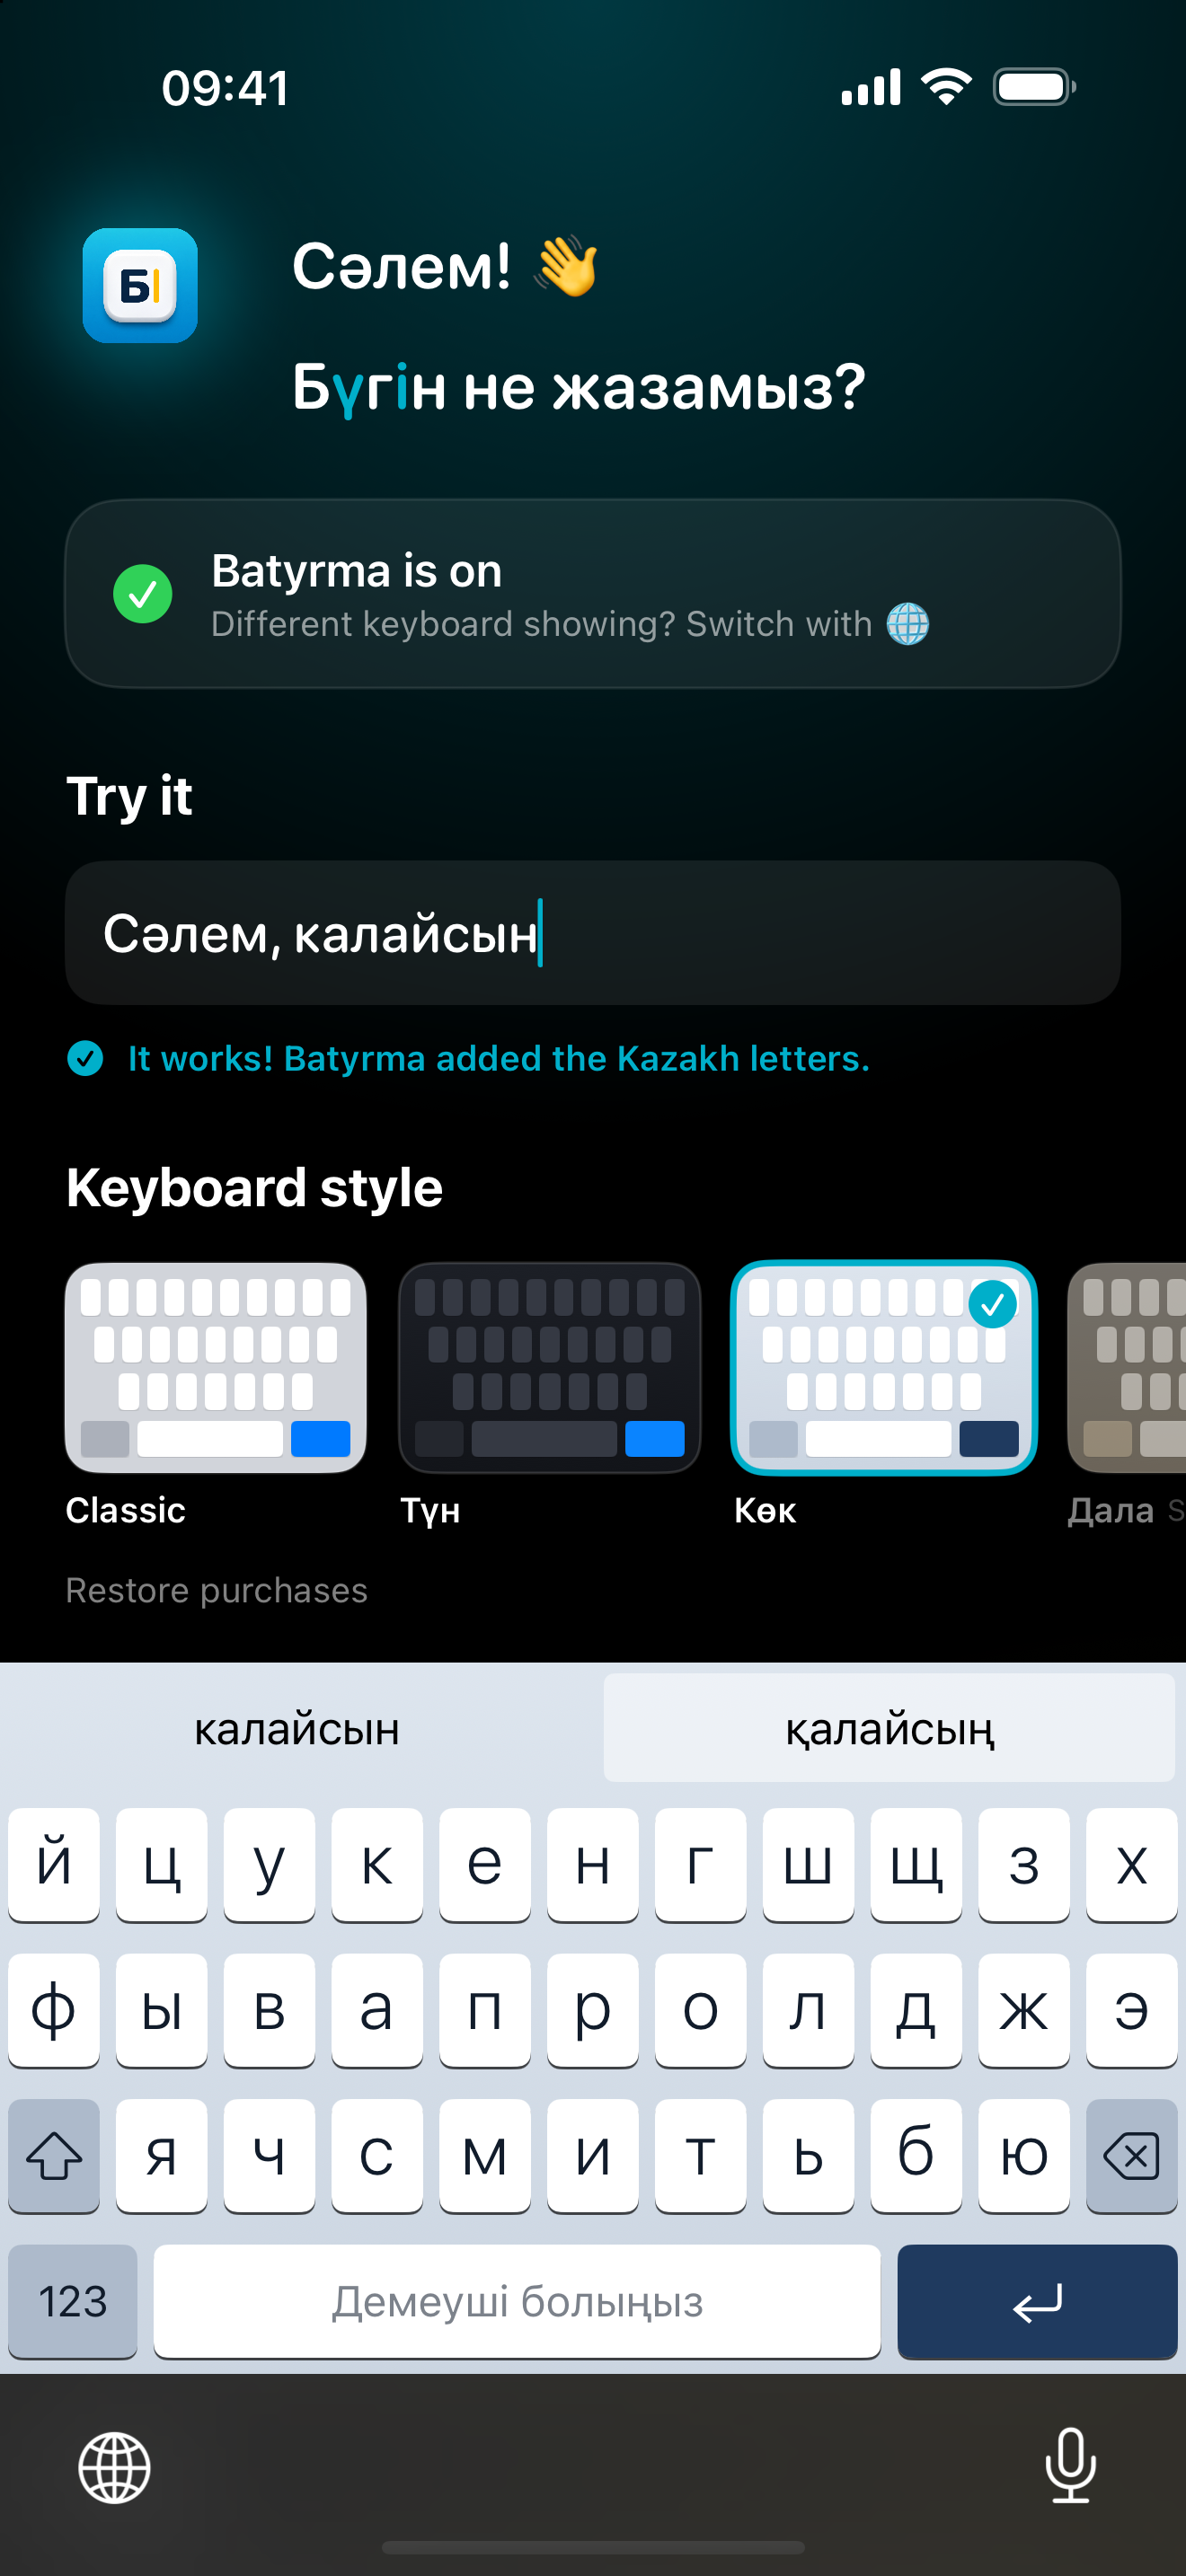 09:41
БІ
Сәлем! 👋
Бүгін не жазамыз?
Batyrma is on
Different keyboard showing? Switch with 🌐
Try it
Сәлем, калайсын
It works! Batyrma added the Kazakh letters.
Keyboard style
Classic Түн Көк Дала S
Restore purchases
калайсын қалайсың
й ц у к е н г ш щ з х
ф ы в а п р о л д ж э
я ч с м и т ь б ю
123 Демеуші болыңыз